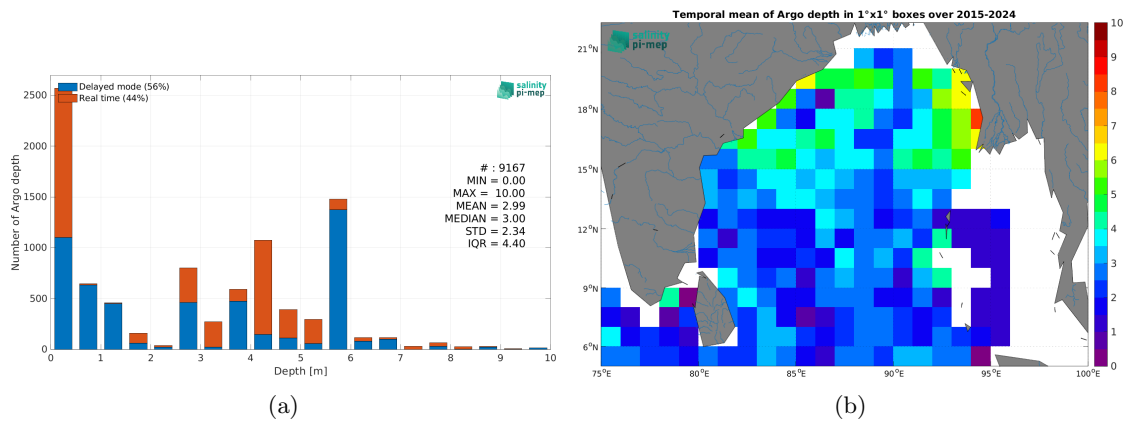 Delayed mode (56%)
Real time (44%)
salinity
pi-mep
2500
2000
1500
1000
500
0
Number of Argo depth
# : 9167
MIN = 0.00
MAX = 10.00
MEAN = 2.99
MEDIAN = 3.00
STD = 2.34
IQR = 4.40
0 1 2 3 4 5 6 7 8 9 10
Depth [m]
(a)
Temporal mean of Argo depth in 1°x1° boxes over 2015-2024
salinity
pi-mep
21°N
18°N
15°N
12°N
9°N
6°N
75°E 80°E 85°E 90°E 95°E 100°E
10
9
8
7
6
5
4
3
2
1
0
(b)